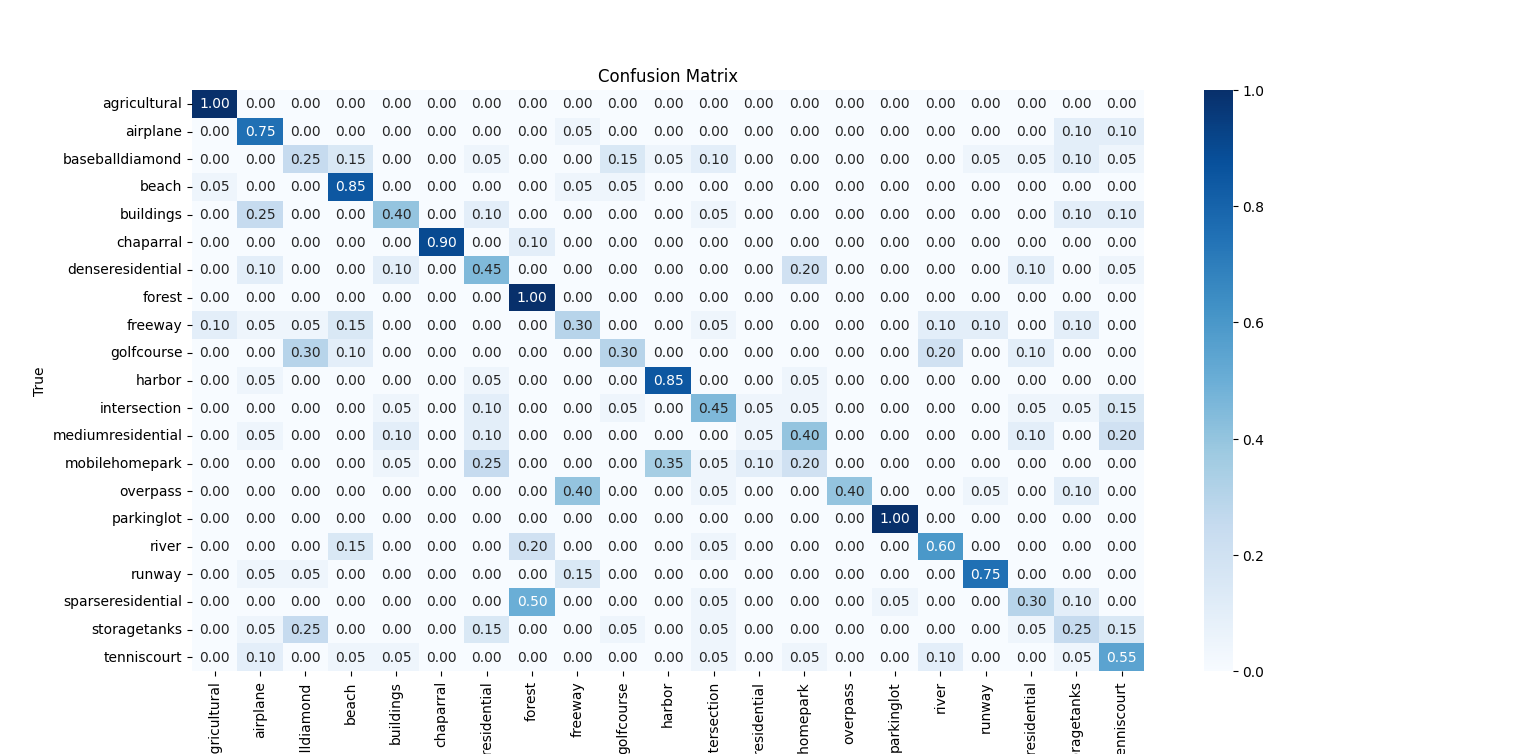 Confusion Matrix
agricultural 1.00 0.00 0.00 0.00 0.00 0.00 0.00 0.00 0.00 0.00 0.00 0.00 0.00 0.00 0.00 0.00 0.00 0.00 0.00 0.00 0.00
airplane 0.00 0.75 0.00 0.00 0.00 0.00 0.00 0.00 0.05 0.00 0.00 0.00 0.00 0.00 0.00 0.00 0.00 0.00 0.00 0.10 0.10
baseballdiamond 0.00 0.00 0.25 0.15 0.00 0.00 0.05 0.00 0.00 0.15 0.05 0.10 0.00 0.00 0.00 0.00 0.00 0.05 0.05 0.10 0.05
beach 0.05 0.00 0.00 0.85 0.00 0.00 0.00 0.00 0.05 0.05 0.00 0.00 0.00 0.00 0.00 0.00 0.00 0.00 0.00 0.00 0.00
buildings 0.00 0.25 0.00 0.00 0.40 0.00 0.10 0.00 0.00 0.00 0.00 0.05 0.00 0.00 0.00 0.00 0.00 0.00 0.00 0.10 0.10
chaparral 0.00 0.00 0.00 0.00 0.00 0.90 0.00 0.10 0.00 0.00 0.00 0.00 0.00 0.00 0.00 0.00 0.00 0.00 0.00 0.00 0.00
denseresidential 0.00 0.10 0.00 0.00 0.10 0.00 0.45 0.00 0.00 0.00 0.00 0.00 0.00 0.20 0.00 0.00 0.00 0.00 0.10 0.00 0.05
forest 0.00 0.00 0.00 0.00 0.00 0.00 0.00 1.00 0.00 0.00 0.00 0.00 0.00 0.00 0.00 0.00 0.00 0.00 0.00 0.00 0.00
freeway 0.10 0.05 0.05 0.15 0.00 0.00 0.00 0.00 0.30 0.00 0.00 0.05 0.00 0.00 0.00 0.00 0.10 0.10 0.00 0.10 0.00
golfcourse 0.00 0.00 0.30 0.10 0.00 0.00 0.00 0.00 0.00 0.30 0.00 0.00 0.00 0.00 0.00 0.00 0.20 0.00 0.10 0.00 0.00
harbor 0.00 0.05 0.00 0.00 0.00 0.00 0.05 0.00 0.00 0.00 0.85 0.00 0.00 0.05 0.00 0.00 0.00 0.00 0.00 0.00 0.00
intersection 0.00 0.00 0.00 0.00 0.05 0.00 0.10 0.00 0.00 0.05 0.00 0.45 0.05 0.05 0.00 0.00 0.00 0.00 0.05 0.05 0.15
mediumresidential 0.00 0.05 0.00 0.00 0.10 0.00 0.10 0.00 0.00 0.00 0.00 0.00 0.05 0.40 0.00 0.00 0.00 0.00 0.10 0.00 0.20
mobilehomepark 0.00 0.00 0.00 0.00 0.05 0.00 0.25 0.00 0.00 0.00 0.35 0.05 0.10 0.20 0.00 0.00 0.00 0.00 0.00 0.00 0.00
overpass 0.00 0.00 0.00 0.00 0.00 0.00 0.00 0.00 0.40 0.00 0.00 0.05 0.00 0.00 0.40 0.00 0.00 0.05 0.00 0.10 0.00
parkinglot 0.00 0.00 0.00 0.00 0.00 0.00 0.00 0.00 0.00 0.00 0.00 0.00 0.00 0.00 0.00 1.00 0.00 0.00 0.00 0.00 0.00
river 0.00 0.00 0.00 0.15 0.00 0.00 0.00 0.20 0.00 0.00 0.00 0.05 0.00 0.00 0.00 0.00 0.60 0.00 0.00 0.00 0.00
runway 0.00 0.05 0.05 0.00 0.00 0.00 0.00 0.00 0.15 0.00 0.00 0.00 0.00 0.00 0.00 0.00 0.00 0.75 0.00 0.00 0.00
sparseresidential 0.00 0.00 0.00 0.00 0.00 0.00 0.00 0.50 0.00 0.00 0.00 0.05 0.00 0.00 0.00 0.05 0.00 0.00 0.30 0.10 0.00
storagetanks 0.00 0.05 0.25 0.00 0.00 0.00 0.15 0.00 0.00 0.05 0.00 0.05 0.00 0.00 0.00 0.00 0.00 0.00 0.05 0.25 0.15
tenniscourt 0.00 0.10 0.00 0.05 0.05 0.00 0.00 0.00 0.00 0.00 0.00 0.05 0.00 0.05 0.00 0.00 0.10 0.00 0.00 0.05 0.55
True
gricultural
airplane
lldiamond
beach
buildings
chaparral
residential
forest
freeway
golfcourse
harbor
tersection
residential
homepark
overpass
parkinglot
river
runway
residential
ragetanks
enniscourt
1.0
0.8
0.6
0.4
0.2
0.0